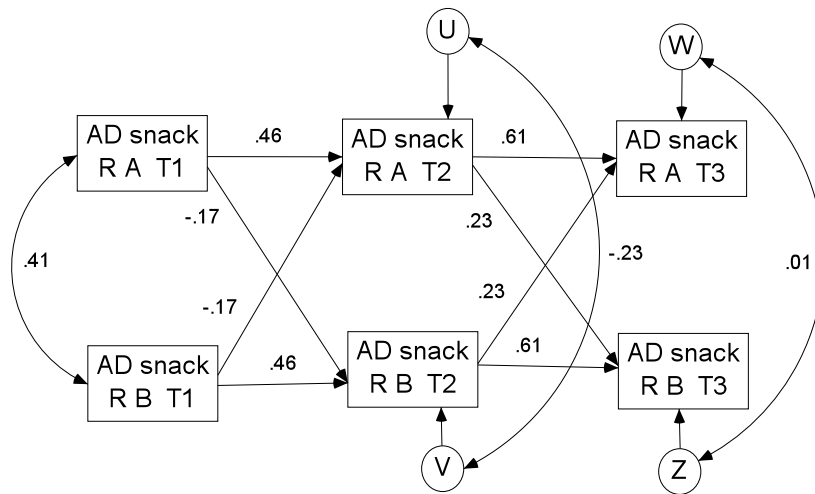 U
W
AD snack
R A T1
.46
AD snack
R A T2
.61
AD snack
R A T3
-.17
.23
.41
-.23
.01
-.17
.23
AD snack
R B T1
.46
AD snack
R B T2
.61
AD snack
R B T3
V
Z